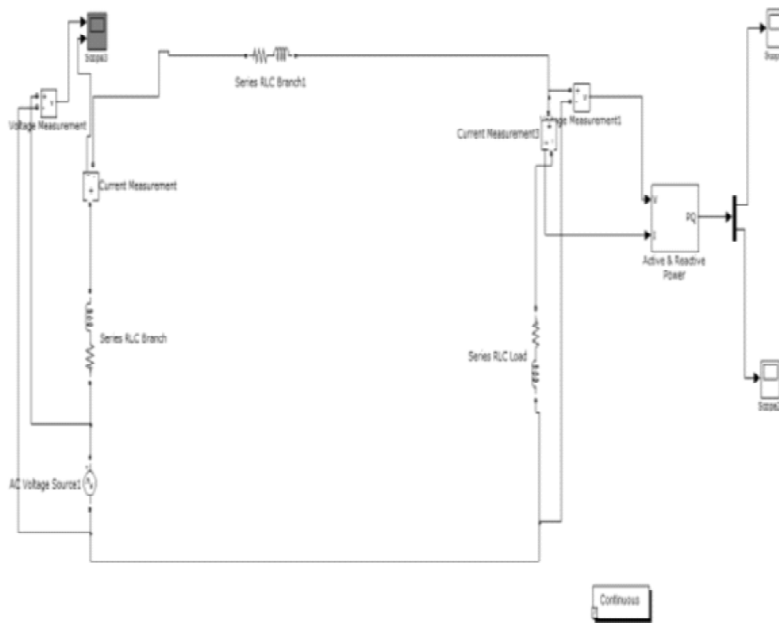 Series RLC Branch1
Voltage Measurement
Current Measurement3
Current Measurement
PQ
Active & Reactive
Power
Series RLC Branch
Series RLC Load
AC Voltage Source1
Continuous